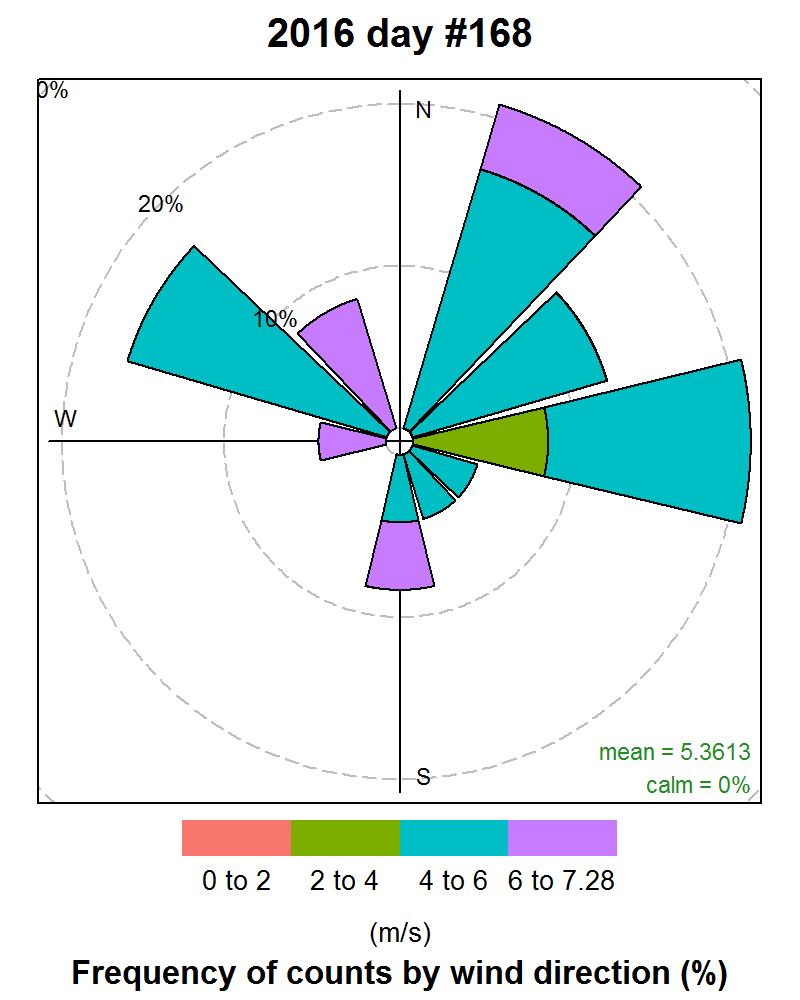 2016 day #168
0%
N
20%
10%
W
S
mean = 5.3613
calm = 0%
0 to 2 2 to 4 4 to 6 6 to 7.28
(m/s)
Frequency of counts by wind direction (%)